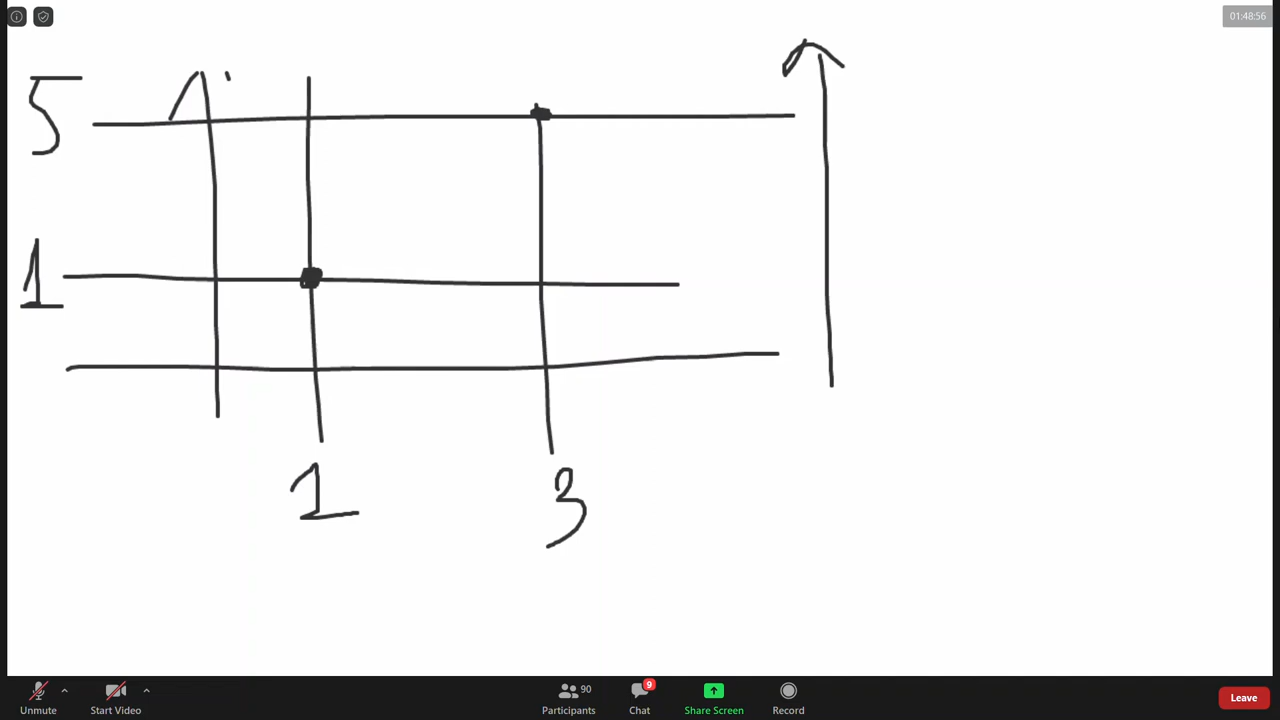 01:48:56
5
1
1
3
Unmute
Start Video
Participants 90
Chat 9
Share Screen
Record
Leave